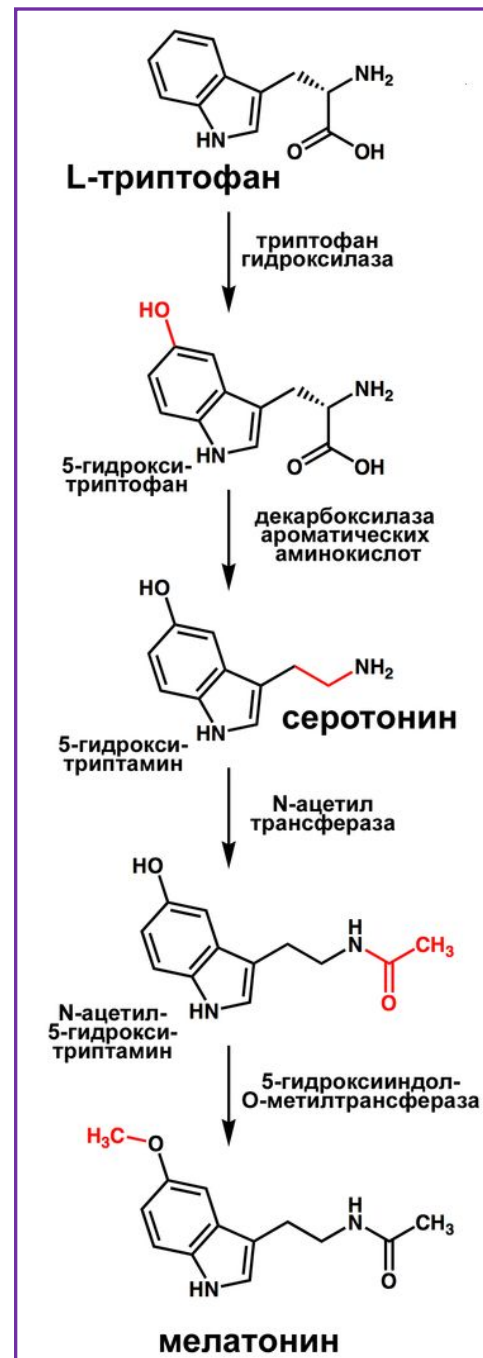 NH₂
HN
O
OH
L-триптофан
триптофан
гидроксилаза
HO
NH₂
HN
O
OH
5-гидрокси-
триптофан
декарбоксилаза
ароматических
аминокислот
HO
NH₂
HN
серотонин
5-гидрокси-
триптамин
N-ацетил
трансфераза
HO
H
N
CH₃
O
HN
N-ацетил-
5-гидрокси-
триптамин
5-гидроксииндол-
О-метилтрансфераза
H₃C
O
H
N
CH₃
O
HN
мелатонин